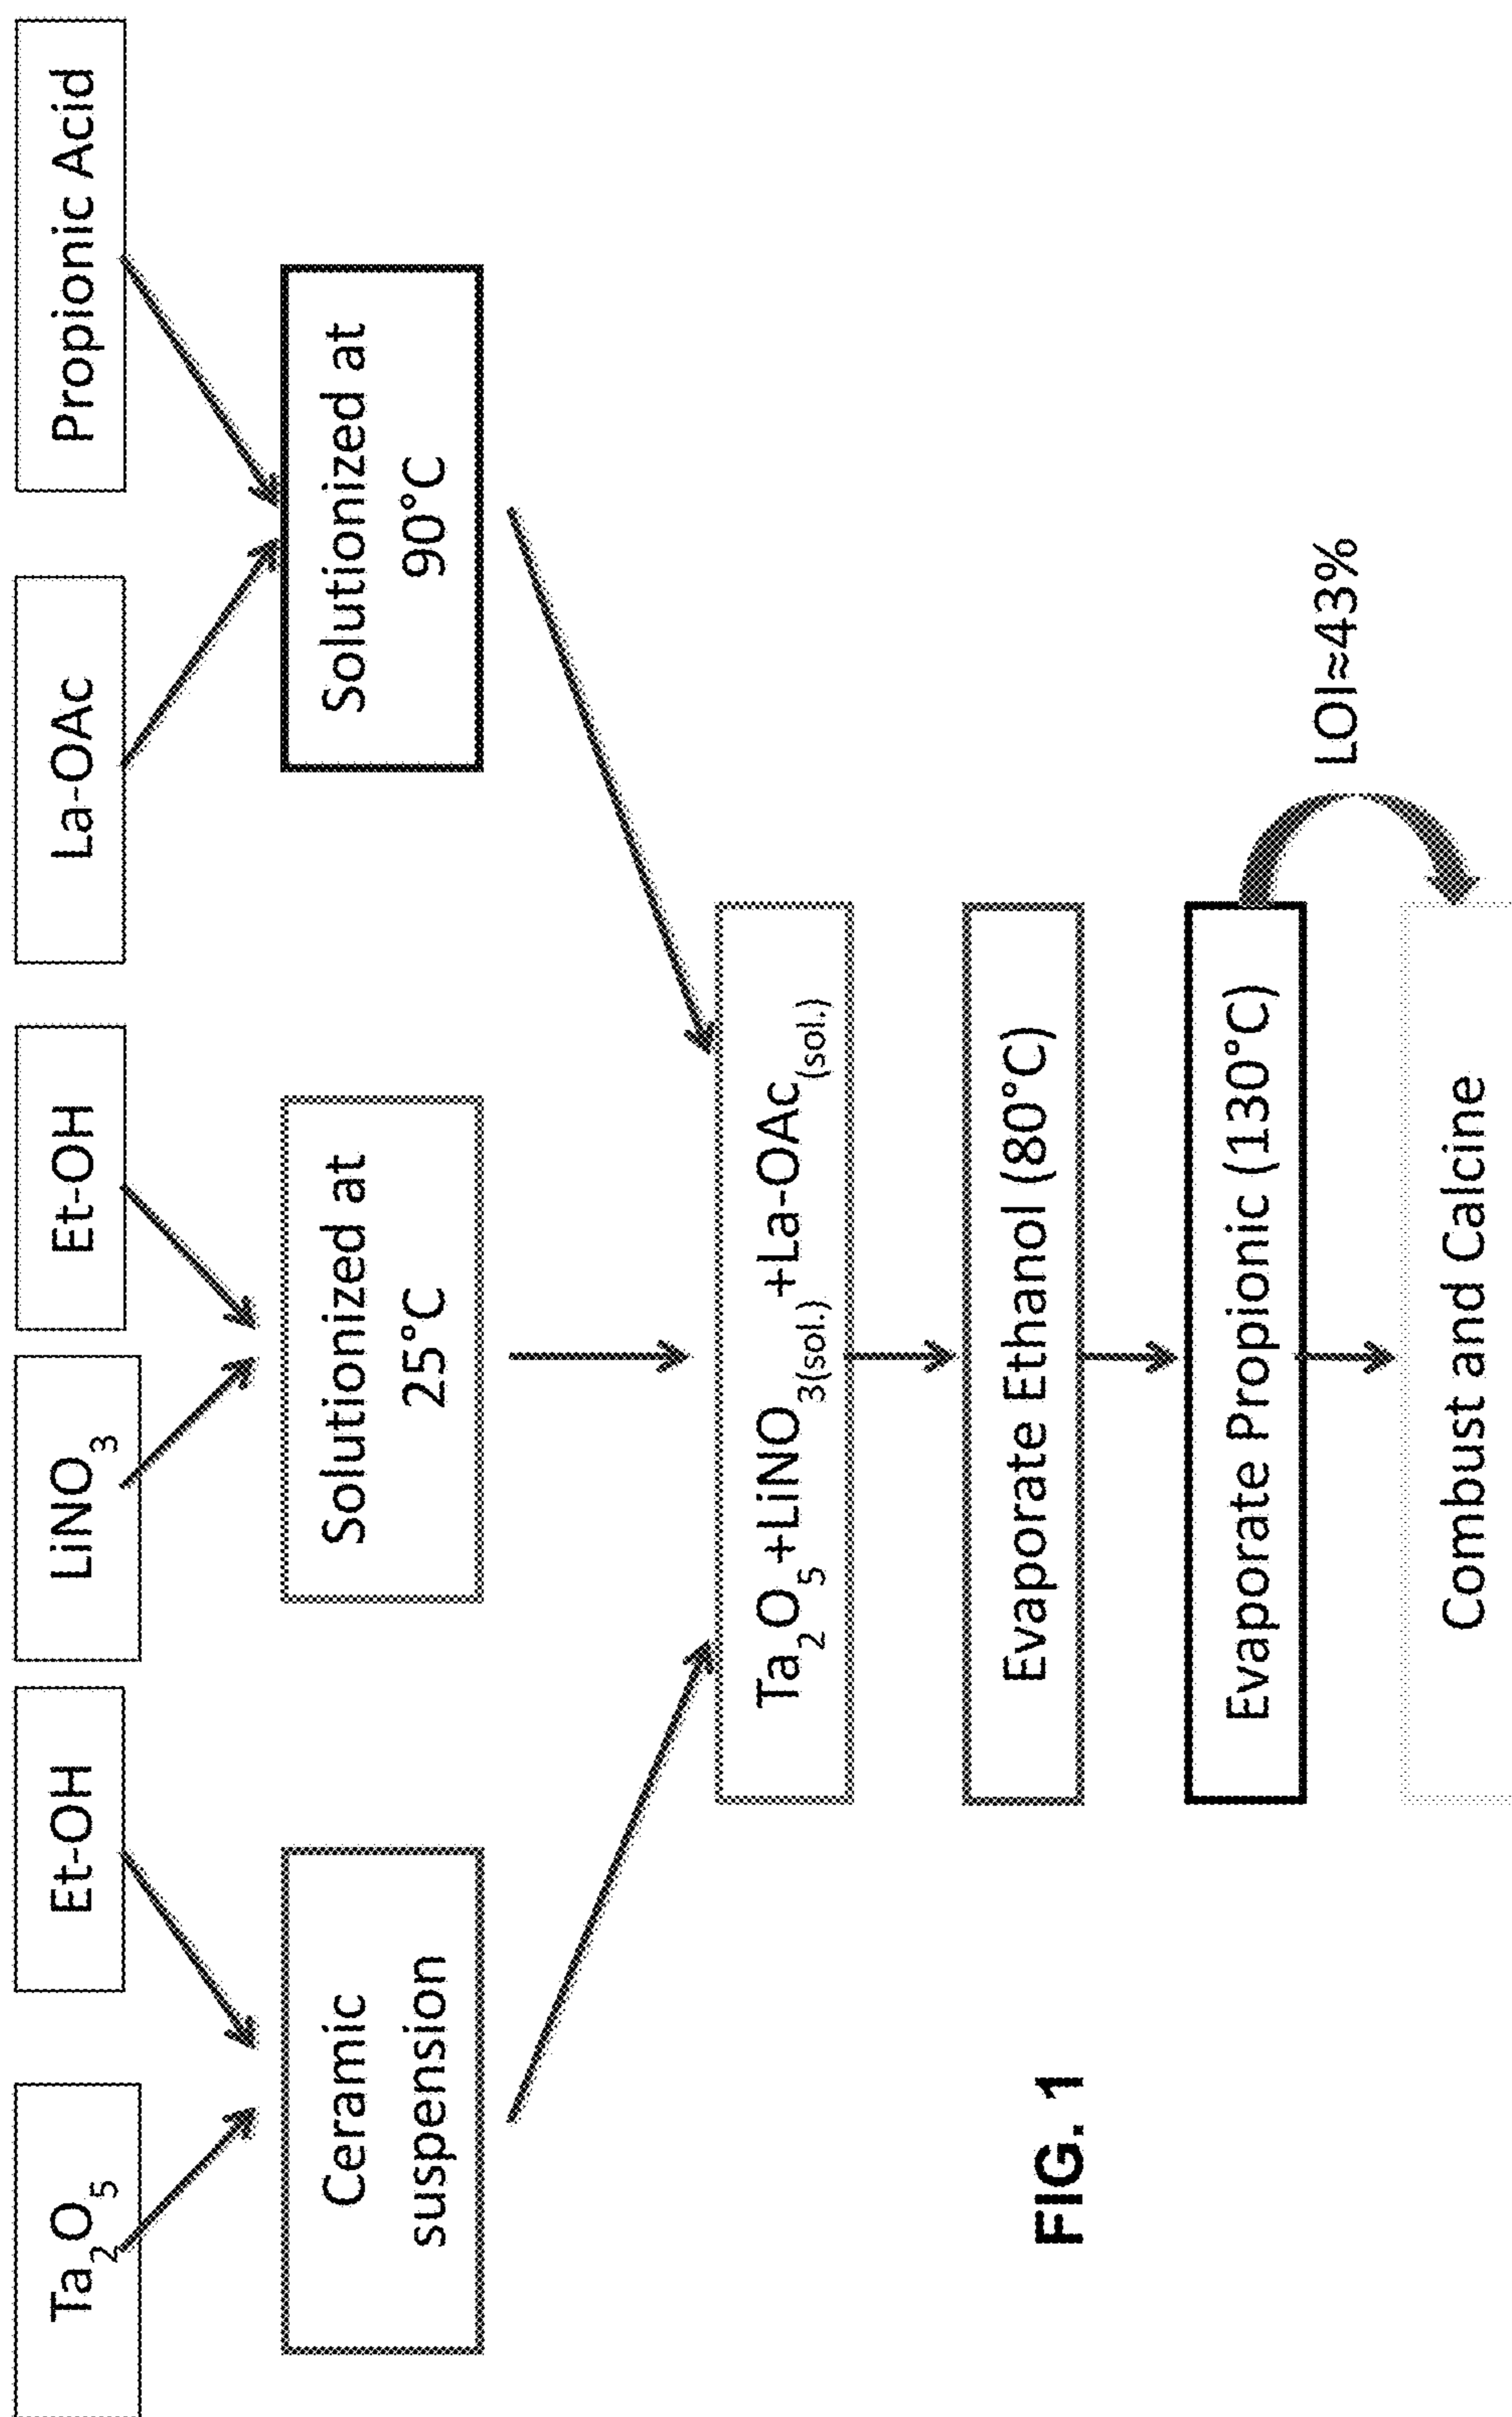 Ta2O5
Et-OH
LiNO3
Et-OH
La-OAc
Propionic Acid
Ceramic
suspension
Solutionized at
25°C
Solutionized at
90°C
Ta2O5+LiNO3(sol.)+La-OAc(sol.)
Evaporate Ethanol (80°C)
Evaporate Propionic (130°C)
LOI≈43%
Combust and Calcine
FIG. 1